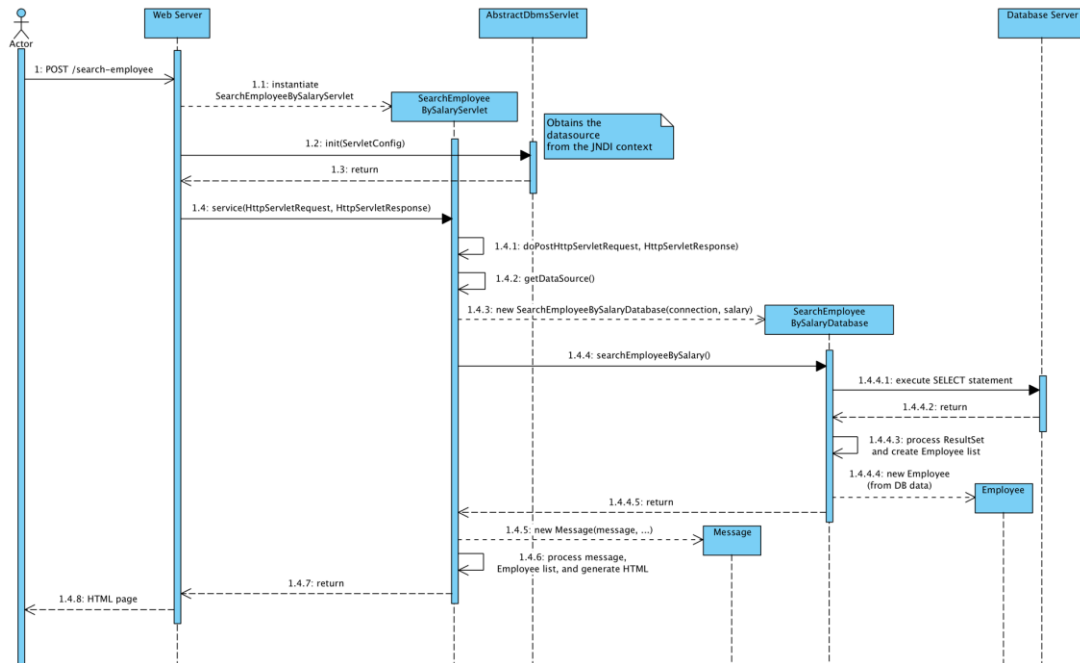 Web Server
AbstractDbmsServlet
Database Server
Actor
1: POST /search-employee
1.1: instantiate
SearchEmployeeBySalaryServlet
SearchEmployee
BySalaryServlet
Obtains the
datasource
from the JNDI context
1.2: init(ServletConfig)
1.3: return
1.4: service(HttpServletRequest, HttpServletResponse)
1.4.1: doPostHttpServletRequest, HttpServletResponse)
1.4.2: getDataSource()
1.4.3: new SearchEmployeeBySalaryDatabase(connection, salary)
SearchEmployee
BySalaryDatabase
1.4.4: searchEmployeeBySalary()
1.4.4.1: execute SELECT statement
1.4.4.2: return
1.4.4.3: process ResultSet
and create Employee list
1.4.4.4: new Employee
(from DB data)
Employee
1.4.4.5: return
1.4.5: new Message(message, ...)
Message
1.4.6: process message,
Employee list, and generate HTML
1.4.7: return
1.4.8: HTML page